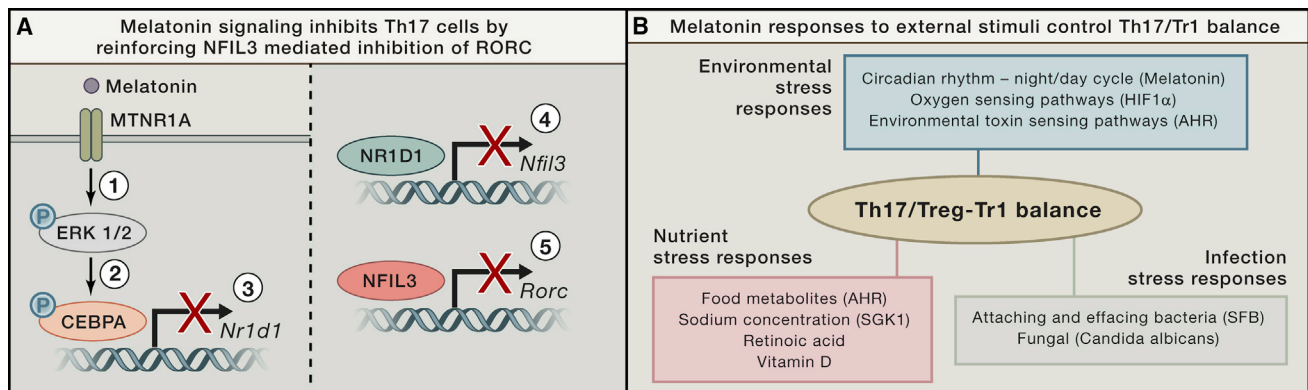 A
Melatonin signaling inhibits Th17 cells by
reinforcing NFIL3 mediated inhibition of RORC
Melatonin
MTNR1A
1
P
ERK 1/2
2
P
CEBPA
3
Nr1d1
4
NR1D1
Nfil3
5
NFIL3
Rorc
B
Melatonin responses to external stimuli control Th17/Tr1 balance
Environmental
stress
responses
Circadian rhythm – night/day cycle (Melatonin)
Oxygen sensing pathways (HIF1α)
Environmental toxin sensing pathways (AHR)
Th17/Treg-Tr1 balance
Nutrient
stress responses
Food metabolites (AHR)
Sodium concentration (SGK1)
Retinoic acid
Vitamin D
Infection
stress responses
Attaching and effacing bacteria (SFB)
Fungal (Candida albicans)